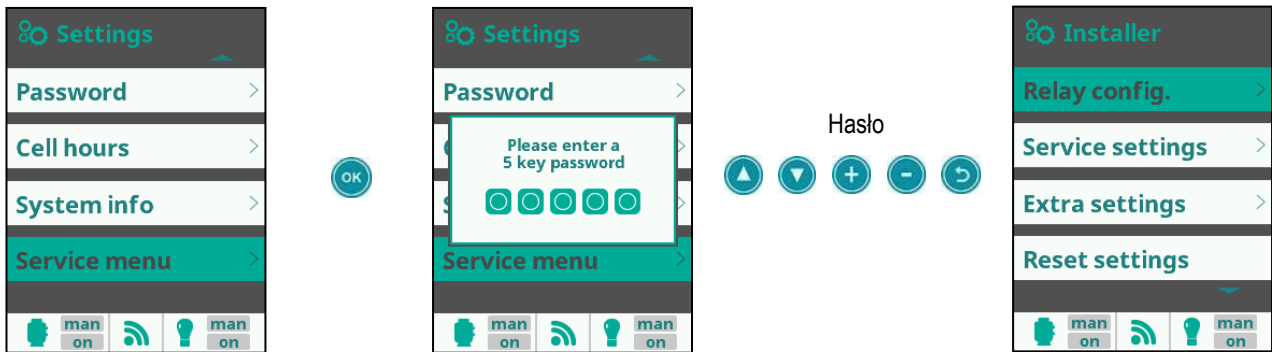 Settings
Password
Cell hours
System info
Service menu
man
on
man
on
OK
Settings
Password
Please enter a
5 key password
Service menu
man
on
man
on
Hasło
Installer
Relay config.
Service settings
Extra settings
Reset settings
man
on
man
on